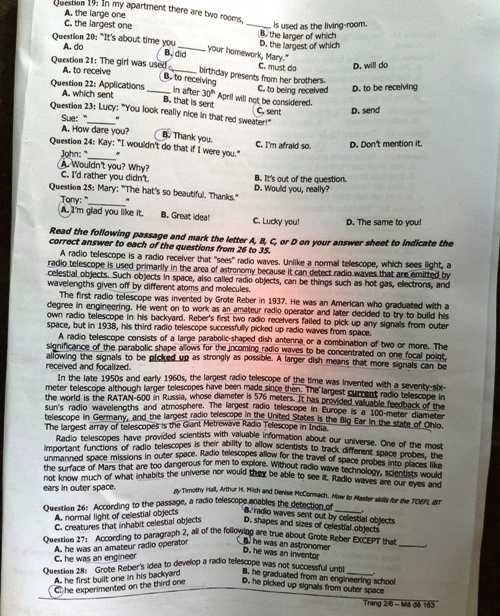 Question 19: In my apartment there are two rooms, ______ is used as the living-room.
A. the large one
B. the larger of which
C. the largest one
D. the largest of which
Question 20: "It's about time you ______ your homework, Mary."
A. do
B. did
C. must do
D. will do
Question 21: The girl was used ______ birthday presents from her brothers.
A. to receive
B. to receiving
C. to being received
D. to be receiving
Question 22: Applications ______ in after 30th April will not be considered.
A. which sent
B. that is sent
C. sent
D. send
Question 23: Lucy: "You look really nice in that red sweater!"
Sue: "______"
A. How dare you?
B. Thank you.
C. I'm afraid so.
D. Don't mention it.
Question 24: Kay: "I wouldn't do that if I were you."
John: "______"
A. Wouldn't you? Why?
B. It's out of the question.
C. I'd rather you didn't.
D. Would you, really?
Question 25: Mary: "The hat's so beautiful. Thanks."
Tony: "______"
A. I'm glad you like it.
B. Great idea!
C. Lucky you!
D. The same to you!
Read the following passage and mark the letter A, B, C, or D on your answer sheet to indicate the
correct answer to each of the questions from 26 to 35.
A radio telescope is a radio receiver that "sees" radio waves. Unlike a normal telescope, which sees light, a
radio telescope is used primarily in the area of astronomy because it can detect radio waves that are emitted by
celestial objects. Such objects in space, also called radio objects, can be things such as hot gas, electrons, and
wavelengths given off by different atoms and molecules.
The first radio telescope was invented by Grote Reber in 1937. He was an American who graduated with a
degree in engineering. He went on to work as an amateur radio operator and later decided to try to build his
own radio telescope in his backyard. Reber's first two radio receivers failed to pick up any signals from outer
space, but in 1938, his third radio telescope successfully picked up radio waves from space.
A radio telescope consists of a large parabolic-shaped dish antenna or a combination of two or more. The
significance of the parabolic shape allows for the incoming radio waves to be concentrated on one focal point,
allowing the signals to be picked up as strongly as possible. A larger dish means that more signals can be
received and focalized.
In the late 1950s and early 1960s, the largest radio telescope of the time was invented with a seventy-six-
meter telescope although larger telescopes have been made since then. The largest current radio telescope in
the world is the RATAN-600 in Russia, whose diameter is 576 meters. It has provided valuable feedback of the
sun's radio wavelengths and atmosphere. The largest radio telescope in Europe is a 100-meter diameter
telescope in Germany, and the largest radio telescope in the United States is the Big Ear in the state of Ohio.
The largest array of telescopes is the Giant Metrewave Radio Telescope in India.
Radio telescopes have provided scientists with valuable information about our universe. One of the most
important functions of radio telescopes is their ability to allow scientists to track different space probes, the
unmanned space missions in outer space. Radio telescopes allow for the travel of space probes into places like
the surface of Mars that are too dangerous for men to explore. Without radio wave technology, scientists would
not know much of what inhabits the universe nor would they be able to see it. Radio waves are our eyes and
ears in outer space.
By Timothy Hall, Arthur H. Milch and Denise McCormach. How to Master skills for the TOEFL iBT
Question 26: According to the passage, a radio telescope enables the detection of ______.
A. normal light of celestial objects
B. radio waves sent out by celestial objects
C. creatures that inhabit celestial objects
D. shapes and sizes of celestial objects
Question 27: According to paragraph 2, all of the following are true about Grote Reber EXCEPT that ______.
A. he was an amateur radio operator
B. he was an astronomer
C. he was an engineer
D. he was an inventor
Question 28: Grote Reber's idea to develop a radio telescope was not successful until ______.
A. he first built one in his backyard
B. he graduated from an engineering school
C. he experimented on the third one
D. he picked up signals from outer space
Trang 2/6 – Mã đề 163